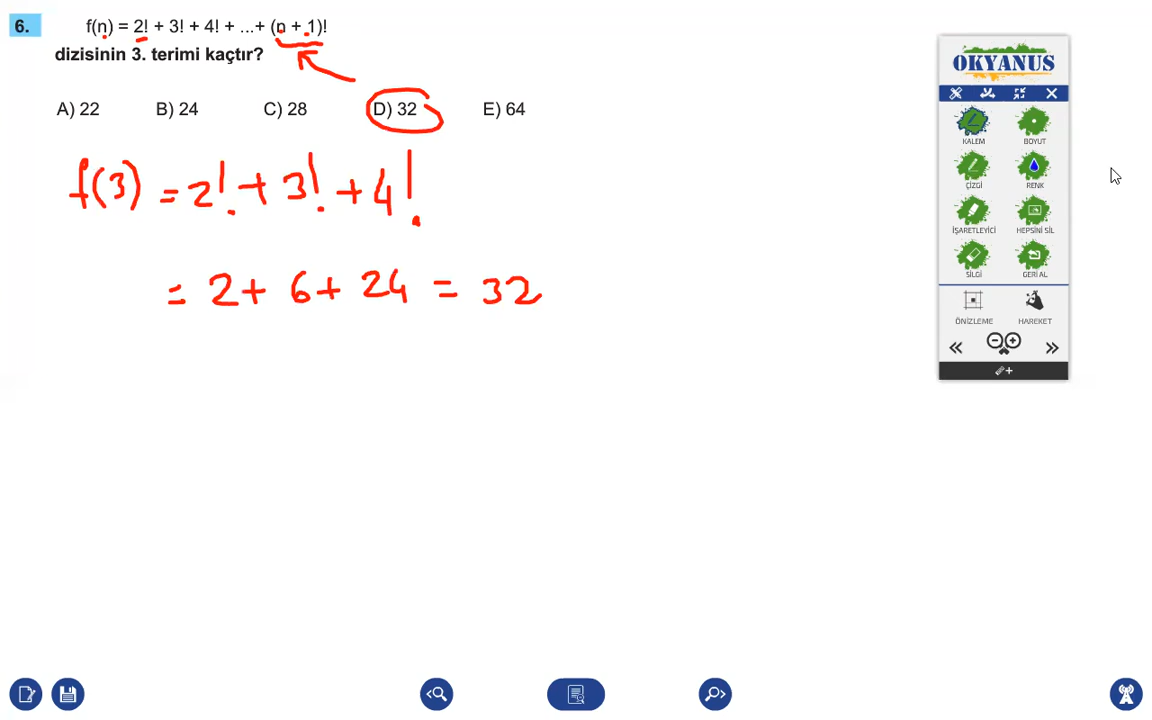 6. f(n) = 2! + 3! + 4! + ...+ (n + 1)!
dizisinin 3. terimi kaçtır?
A) 22 B) 24 C) 28 D) 32 E) 64
f(3) = 2! + 3! + 4!
= 2 + 6 + 24 = 32
OKYANUS
KALEM BOYUT
ÇİZGİ RENK
İŞARETLEYİCİ HEPSİNİ SİL
SİLGİ GERİ AL
ÖNİZLEME HAREKET